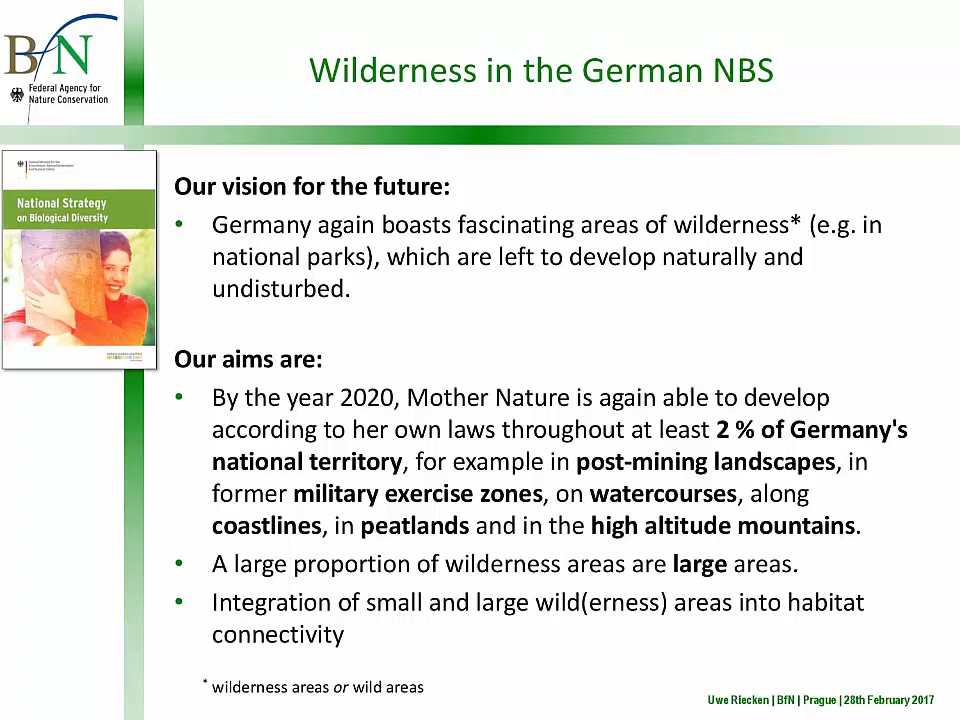 BfN
Federal Agency for
Nature Conservation
Wilderness in the German NBS
National Strategy
on Biological Diversity
Our vision for the future:
• Germany again boasts fascinating areas of wilderness* (e.g. in
national parks), which are left to develop naturally and
undisturbed.
Our aims are:
• By the year 2020, Mother Nature is again able to develop
according to her own laws throughout at least 2 % of Germany's
national territory, for example in post-mining landscapes, in
former military exercise zones, on watercourses, along
coastlines, in peatlands and in the high altitude mountains.
• A large proportion of wilderness areas are large areas.
• Integration of small and large wild(erness) areas into habitat
connectivity
* wilderness areas or wild areas
Uwe Riecken | BfN | Prague | 28th February 2017